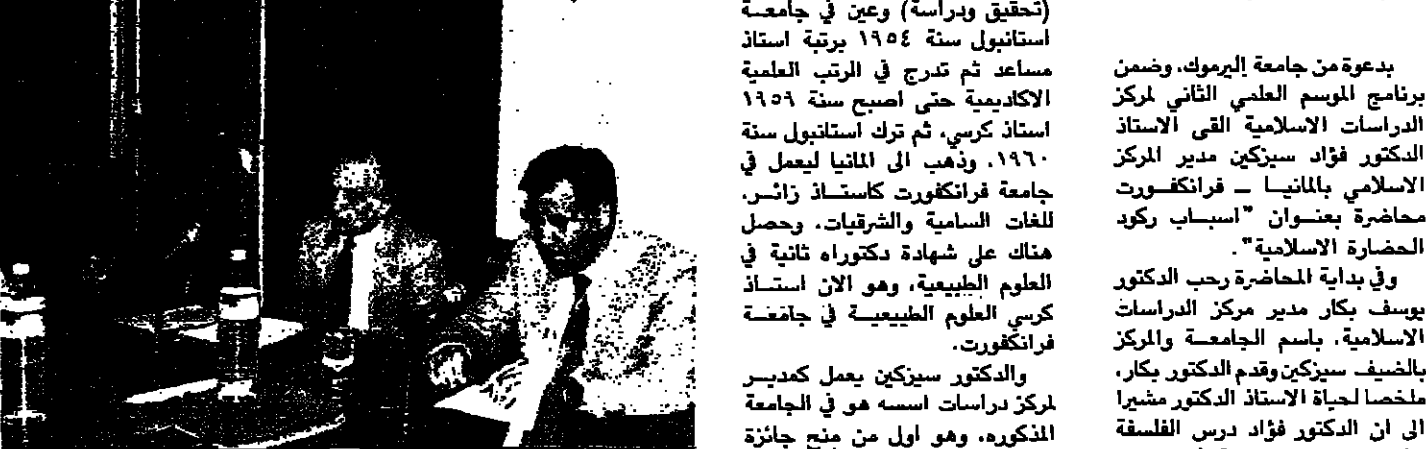 بدعوة من جامعة اليرموك، وضمن
برنامج الموسم العلمي الثاني لمركز
الدراسات الاسلامية القى الاستاذ
الدكتور فؤاد سيزكين مدير المركز
الاسلامي بالمانيا ــ فرانكفورت
محاضرة بعنوان "اسباب ركود
الحضارة الاسلامية".
وفي بداية المحاضرة رحب الدكتور
يوسف بكار مدير مركز الدراسات
الاسلامية، باسم الجامعة والمركز
بالضيف سيزكين وقدم الدكتور بكار،
ملخصا لحياة الاستاذ الدكتور مشيرا
الى ان الدكتور فؤاد درس الفلسفة
(تحقيق ودراسة) وعين في جامعة
استانبول سنة ١٩٥٤ برتبة استاذ
مساعد ثم تدرج في الرتب العلمية
الاكاديمية حتى اصبح سنة ١٩٥٩
استاذ كرسي، ثم ترك استانبول سنة
١٩٦٠، وذهب الى المانيا ليعمل في
جامعة فرانكفورت كاستاذ زائر،
للغات السامية والشرقيات، وحصل
هناك على شهادة دكتوراه ثانية في
العلوم الطبيعية، وهو الان استاذ
كرسي العلوم الطبيعية في جامعة
فرانكفورت.
والدكتور سيزكين يعمل كمدير
لمركز دراسات اسسه هو في الجامعة
المذكوره، وهو اول من منح جائزة